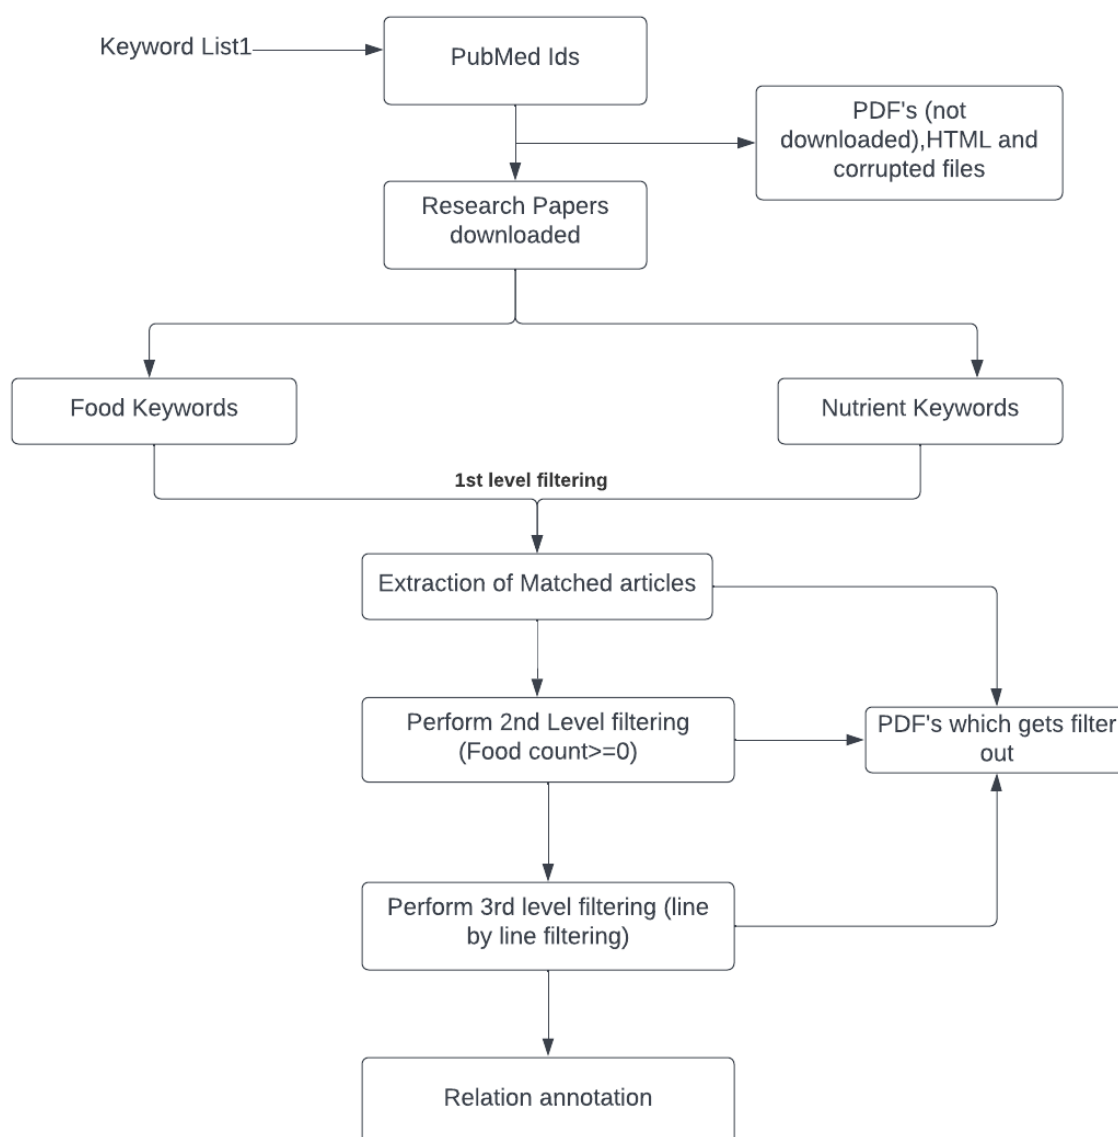 Keyword List1
PubMed Ids
PDF's (not
downloaded),HTML and
corrupted files
Research Papers
downloaded
Food Keywords
Nutrient Keywords
1st level filtering
Extraction of Matched articles
Perform 2nd Level filtering
(Food count>=0)
PDF's which gets filter
out
Perform 3rd level filtering (line
by line filtering)
Relation annotation